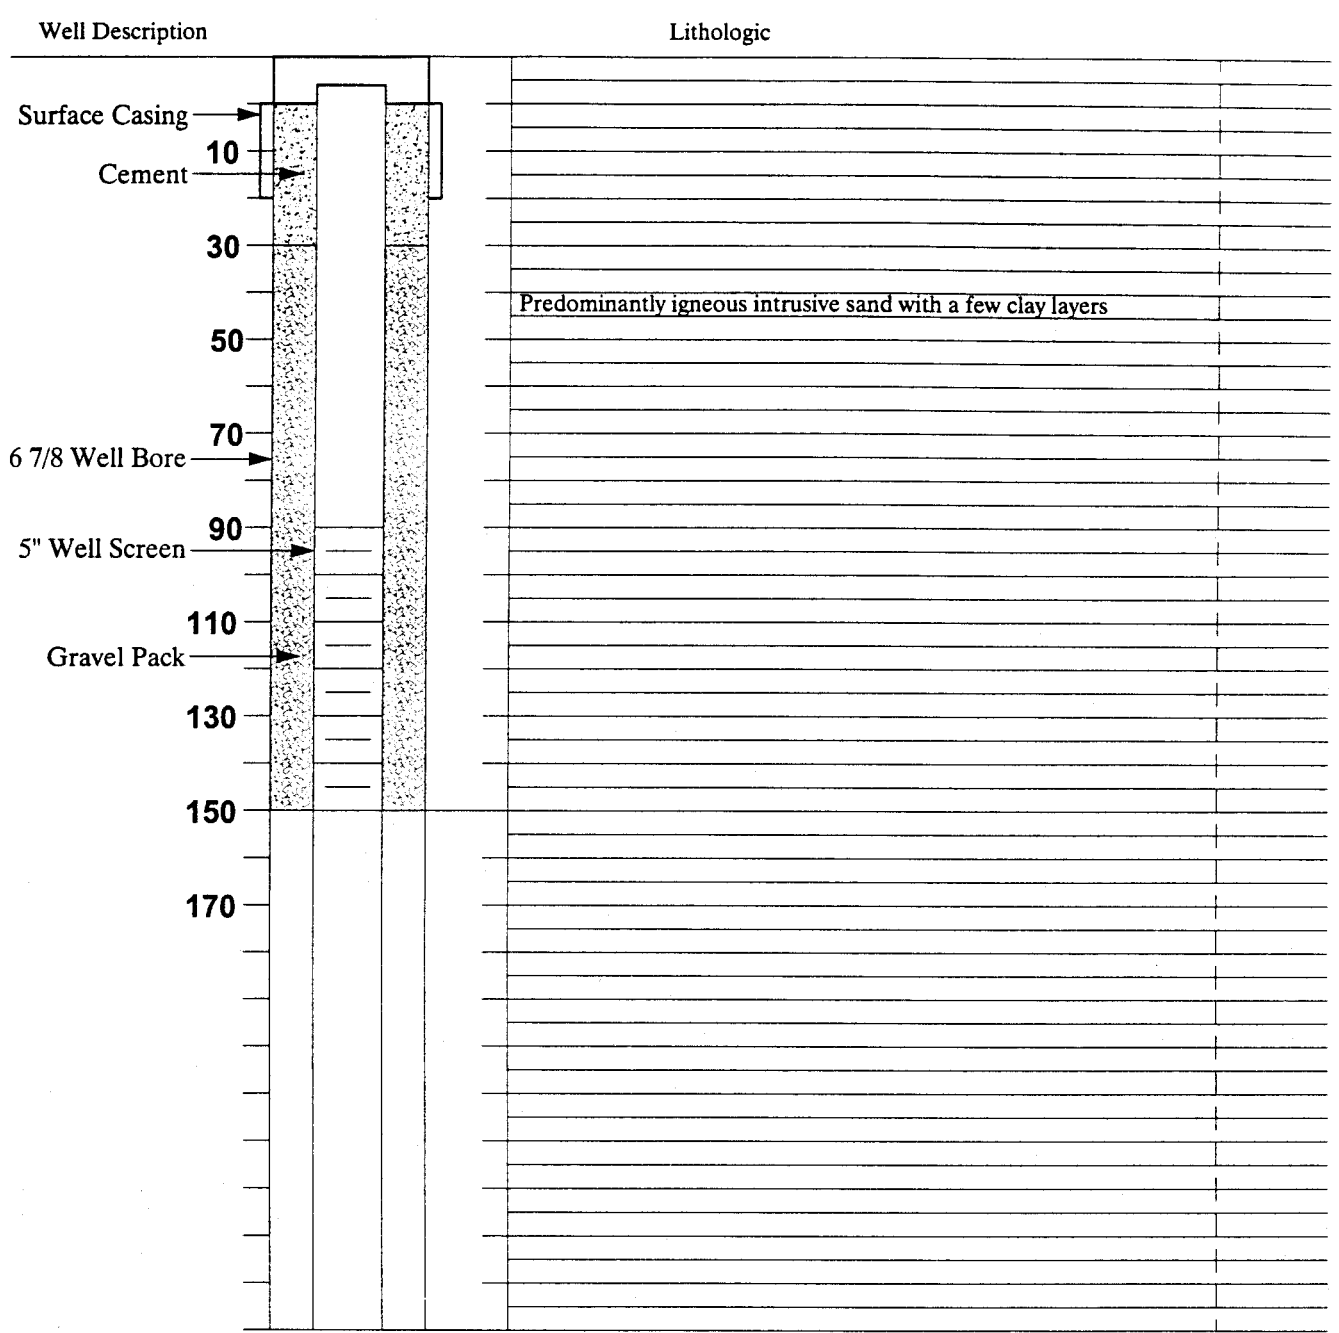 Well Description
Lithologic
Surface Casing
10
Cement
30
Predominantly igneous intrusive sand with a few clay layers
50
70
6 7/8 Well Bore
90
5" Well Screen
110
Gravel Pack
130
150
170